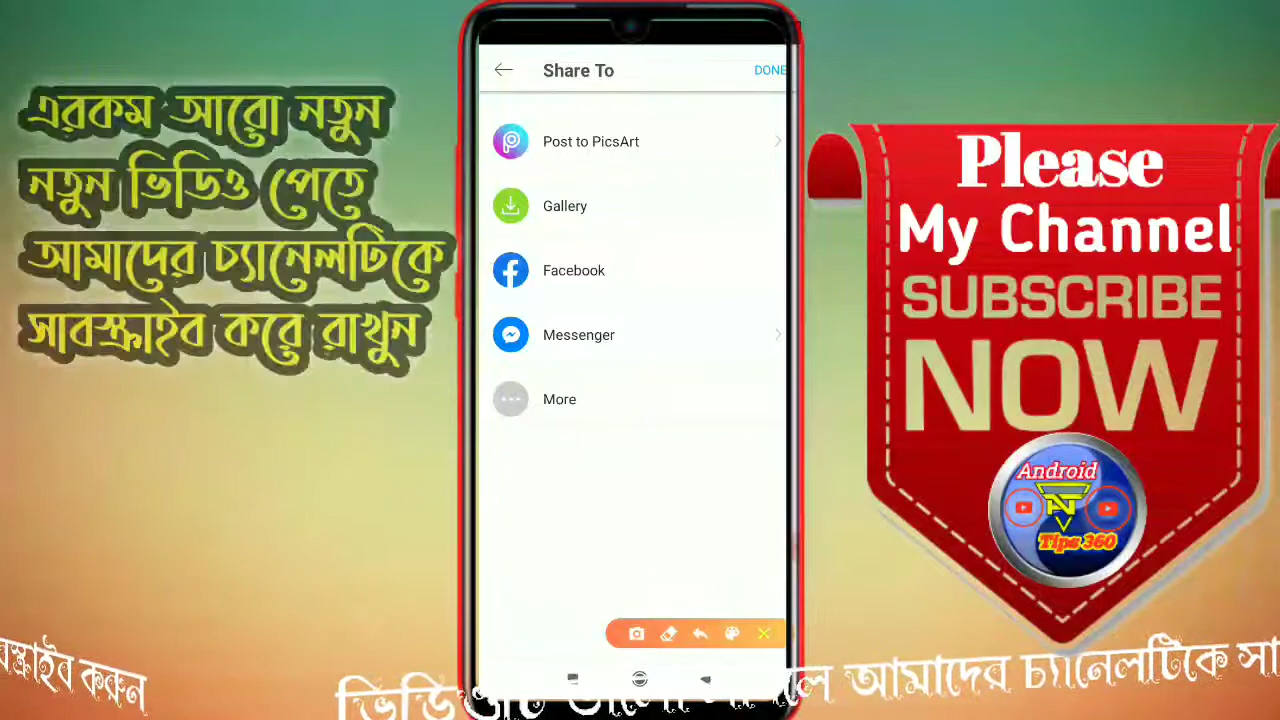 এরকম আরো নতুন
নতুন ভিডিও পেতে
আমাদের চ্যানেলটিকে
সাবস্ক্রাইব করে রাখুন
Share To
DONE
Post to PicsArt
Gallery
Facebook
Messenger
More
Please
My Channel
SUBSCRIBE
NOW
Android
Tips 360
করুন
আমাদের চ্যানেলটিকে